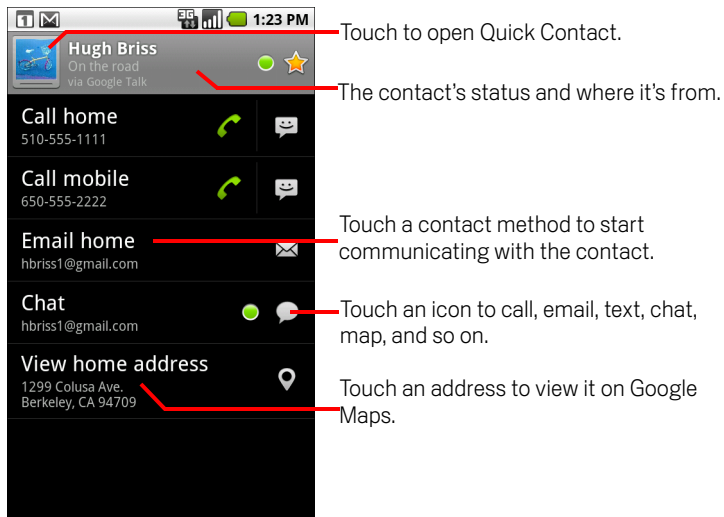 1 3G 1:23 PM
Hugh Briss
On the road
via Google Talk
Call home
510-555-1111
Call mobile
650-555-2222
Email home
hbriss1@gmail.com
Chat
hbriss1@gmail.com
View home address
1299 Colusa Ave.
Berkeley, CA 94709
Touch to open Quick Contact.
The contact’s status and where it’s from.
Touch a contact method to start
communicating with the contact.
Touch an icon to call, email, text, chat,
map, and so on.
Touch an address to view it on Google
Maps.